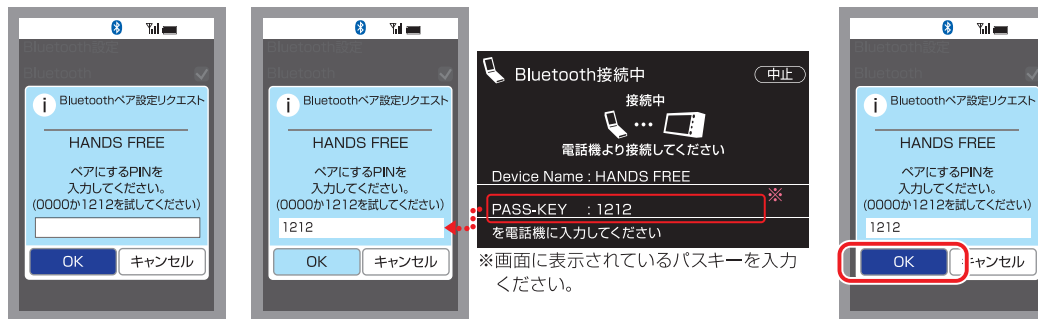 Bluetooth設定
Bluetooth
Bluetoothペア設定リクエスト
HANDS FREE
ペアにするPINを
入力してください。
(0000か1212を試してください)
OK
キャンセル
Bluetooth設定
Bluetooth
Bluetoothペア設定リクエスト
HANDS FREE
ペアにするPINを
入力してください。
(0000か1212を試してください)
1212
OK
キャンセル
Bluetooth接続中
中止
接続中
電話機より接続してください
Device Name : HANDS FREE
※
PASS-KEY : 1212
を電話機に入力してください
※画面に表示されているパスキーを入力
ください。
Bluetooth設定
Bluetooth
Bluetoothペア設定リクエスト
HANDS FREE
ペアにするPINを
入力してください。
(0000か1212を試してください)
1212
OK
キャンセル